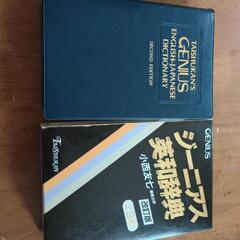 TAISHUKAN'S
GENIUS
ENGLISH-JAPANESE
DICTIONARY
SECOND EDITION
GENIUS
ジーニアス
英和辞典
小西友七
改訂版
TAISHUKAN